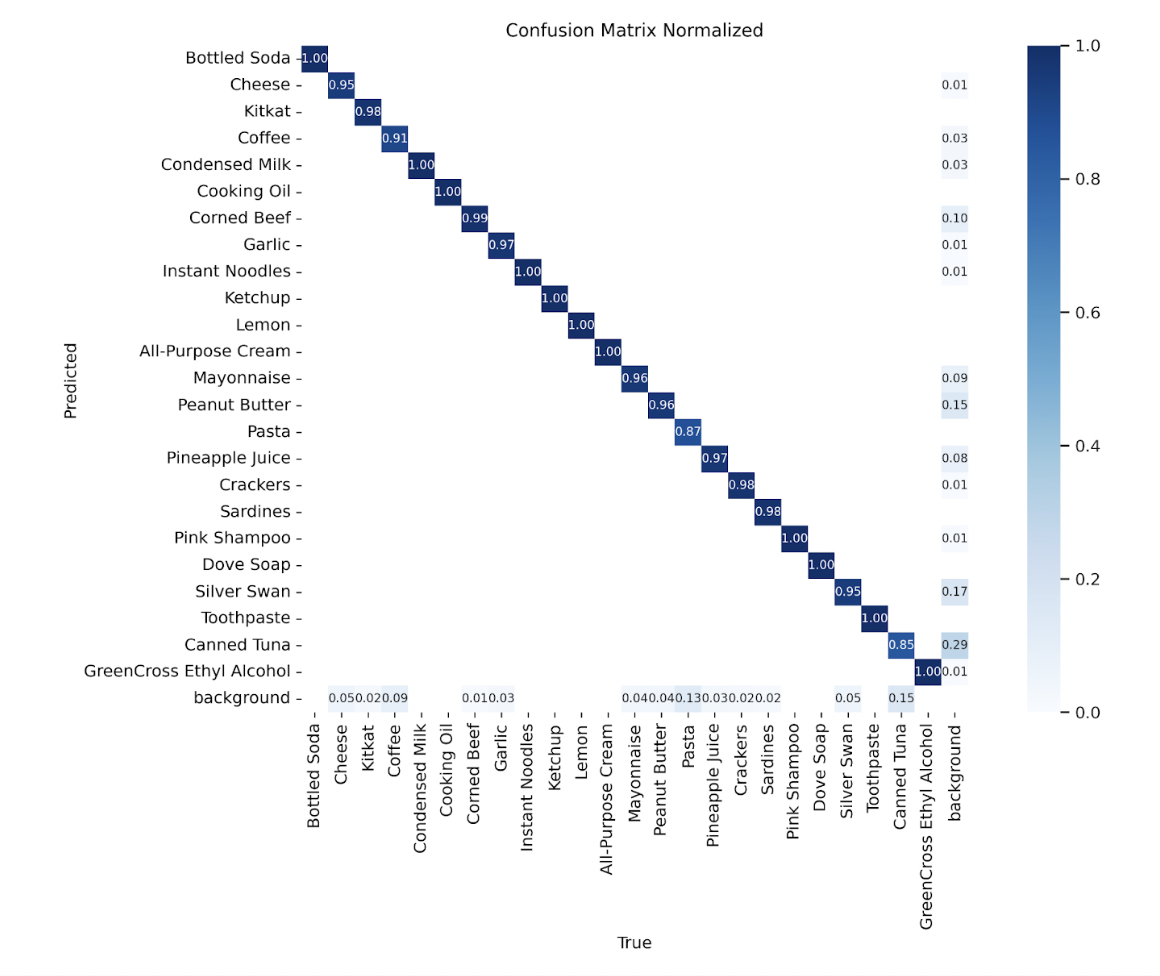 Confusion Matrix Normalized
Bottled Soda 1.00 1.0
Cheese 0.95 0.01
Kitkat 0.98
Coffee 0.91 0.03
Condensed Milk 1.00 0.03 0.8
Cooking Oil 1.00
Corned Beef 0.99 0.10
Garlic 0.97 0.01
Instant Noodles 1.00 0.01
Ketchup 1.00 0.6
Lemon 1.00
All-Purpose Cream 1.00
Mayonnaise 0.96 0.09
Predicted
Peanut Butter 0.96 0.15
Pasta 0.87 0.4
Pineapple Juice 0.97 0.08
Crackers 0.98 0.01
Sardines 0.98
Pink Shampoo 1.00 0.01
Dove Soap 1.00 0.2
Silver Swan 0.95 0.17
Toothpaste 1.00
Canned Tuna 0.85 0.29
GreenCross Ethyl Alcohol 1.00 0.01
background 0.05 0.02 0.09 0.01 0.03 0.04 0.04 0.13 0.03 0.02 0.02 0.05 0.15 0.0
Bottled Soda
Cheese
Kitkat
Coffee
Condensed Milk
Cooking Oil
Corned Beef
Garlic
Instant Noodles
Ketchup
Lemon
All-Purpose Cream
Mayonnaise
Peanut Butter
Pasta
Pineapple Juice
Crackers
Sardines
Pink Shampoo
Dove Soap
Silver Swan
Toothpaste
Canned Tuna
GreenCross Ethyl Alcohol
background
True